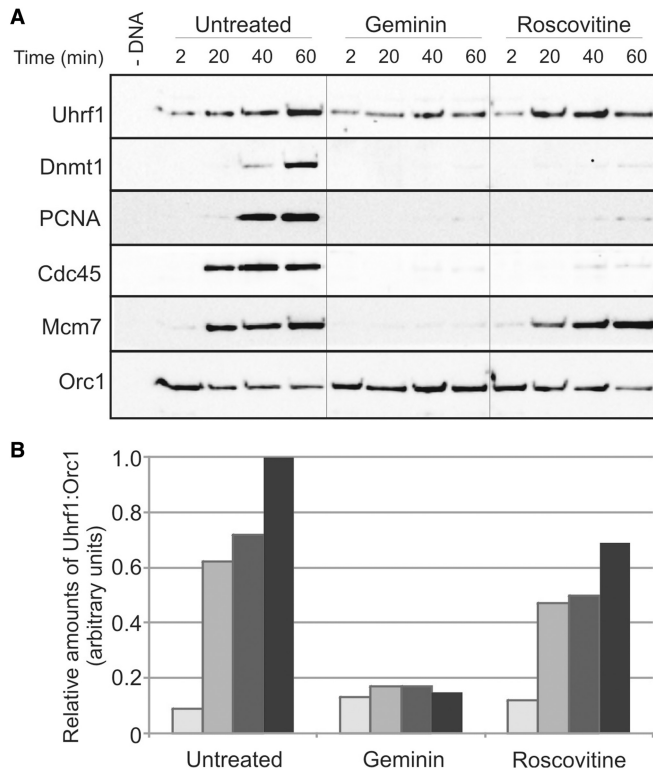 A
- DNA
Untreated Geminin Roscovitine
Time (min) 2 20 40 60 2 20 40 60 2 20 40 60
Uhrf1
Dnmt1
PCNA
Cdc45
Mcm7
Orc1
B
Relative amounts of Uhrf1:Orc1
(arbitrary units)
1.0
0.8
0.6
0.4
0.2
0
Untreated Geminin Roscovitine